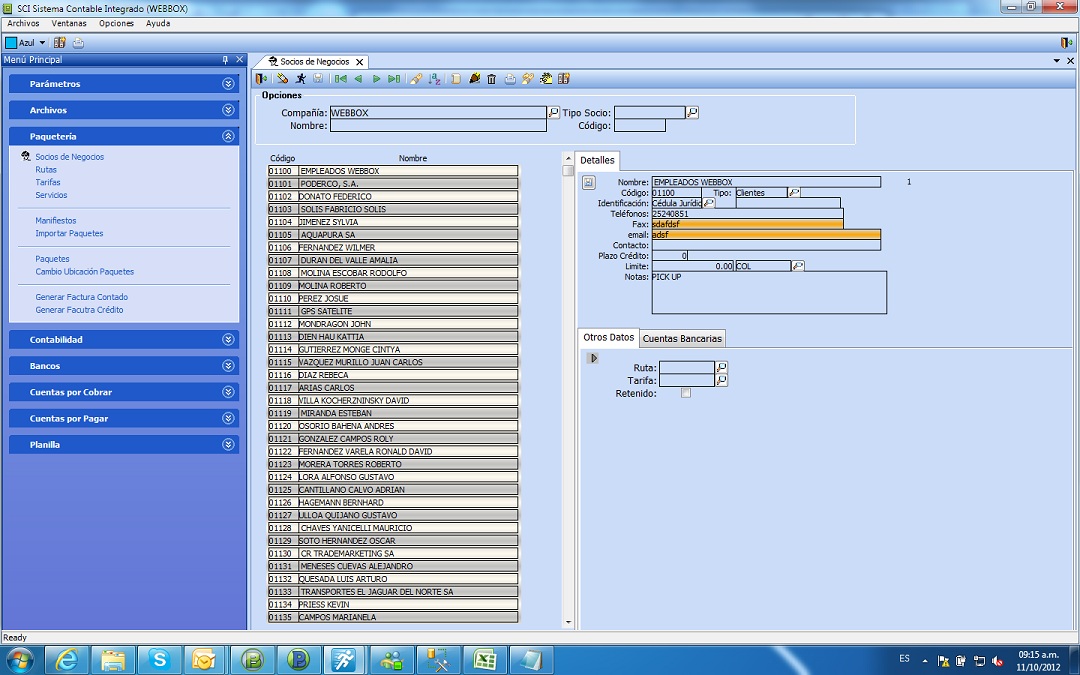 SCI Sistema Contable Integrado (WEBBOX)
Archivos Ventanas Opciones Ayuda
Azul
Menú Principal
Parámetros
Archivos
Paquetería
Socios de Negocios
Rutas
Tarifas
Servicios
Manifiestos
Importar Paquetes
Paquetes
Cambio Ubicación Paquetes
Generar Factura Contado
Generar Facutra Crédito
Contabilidad
Bancos
Cuentas por Cobrar
Cuentas por Pagar
Planilla
Socios de Negocios
Opciones
Compañía: WEBBOX Tipo Socio:
Nombre: Código:
Código Nombre
01100 EMPLEADOS WEBBOX
01101 PODERCO, S.A.
01102 DONATO FEDERICO
01103 SOLIS FABRICIO SOLIS
01104 JIMENEZ SYLVIA
01105 AQUAPURA SA
01106 FERNANDEZ WILMER
01107 DURAN DEL VALLE AMALIA
01108 MOLINA ESCOBAR RODOLFO
01109 MOLINA ROBERTO
01110 PEREZ JOSUE
01111 GPS SATELITE
01112 MONDRAGON JOHN
01113 DIEN HAU KATTIA
01114 GUTIERREZ MONGE CINTYA
01115 VAZQUEZ MURILLO JUAN CARLOS
01116 DIAZ REBECA
01117 ARIAS CARLOS
01118 VILLA KOCHERZNINSKY DAVID
01119 MIRANDA ESTEBAN
01120 OSORIO BAHENA ANDRES
01121 GONZALEZ CAMPOS ROLY
01122 FERNANDEZ VARELA RONALD DAVID
01123 MORERA TORRES ROBERTO
01124 LORA ALFONSO GUSTAVO
01125 CANTILLANO CALVO ADRIAN
01126 HAGEMANN BERNHARD
01127 ULLOA QUIJANO GUSTAVO
01128 CHAVES YANICELLI MAURICIO
01129 SOTO HERNANDEZ OSCAR
01130 CR TRADEMARKETING SA
01131 MENESES CUEVAS ALEJANDRO
01132 QUESADA LUIS ARTURO
01133 TRANSPORTES EL JAGUAR DEL NORTE SA
01134 PRIESS KEVIN
01135 CAMPOS MARIANELA
Detalles
Nombre: EMPLEADOS WEBBOX 1
Código: 01100 Tipo: Clientes
Identificación: Cédula Jurídic
Teléfonos: 25240851
Fax: sdafdsf
email: adsf
Contacto:
Plazo Crédito: 0
Limite: 0.00 COL
Notas: PICK UP
Otros Datos Cuentas Bancarias
Ruta:
Tarifa:
Retenido:
Ready
ES 09:15 a.m.
11/10/2012